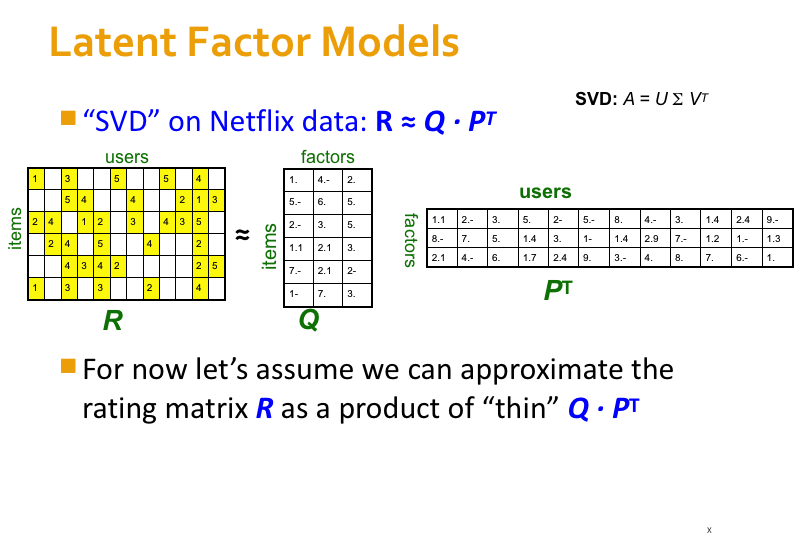 Latent Factor Models
SVD: A = U Σ Vᵀ
“SVD” on Netflix data: R ≈ Q · Pᵀ
users
items
1 3 5 5 4
5 4 4 2 1 3
2 4 1 2 3 4 3 5
2 4 5 4 2
4 3 4 2 2 5
1 3 3 2 4
R
≈
factors
items
1. 4.- 2.
5.- 6. 5.
2.- 3. 5.
1.1 2.1 3.
7.- 2.1 2-
1- 7. 3.
Q
users
factors
1.1 2.- 3. 5. 2- 5.- 8. 4.- 3. 1.4 2.4 9.-
8.- 7. 5. 1.4 3. 1- 1.4 2.9 7.- 1.2 1.- 1.3
2.1 4.- 6. 1.7 2.4 9. 3.- 4. 8. 7. 6.- 1.
Pᵀ
For now let’s assume we can approximate the
rating matrix R as a product of “thin” Q · Pᵀ
x